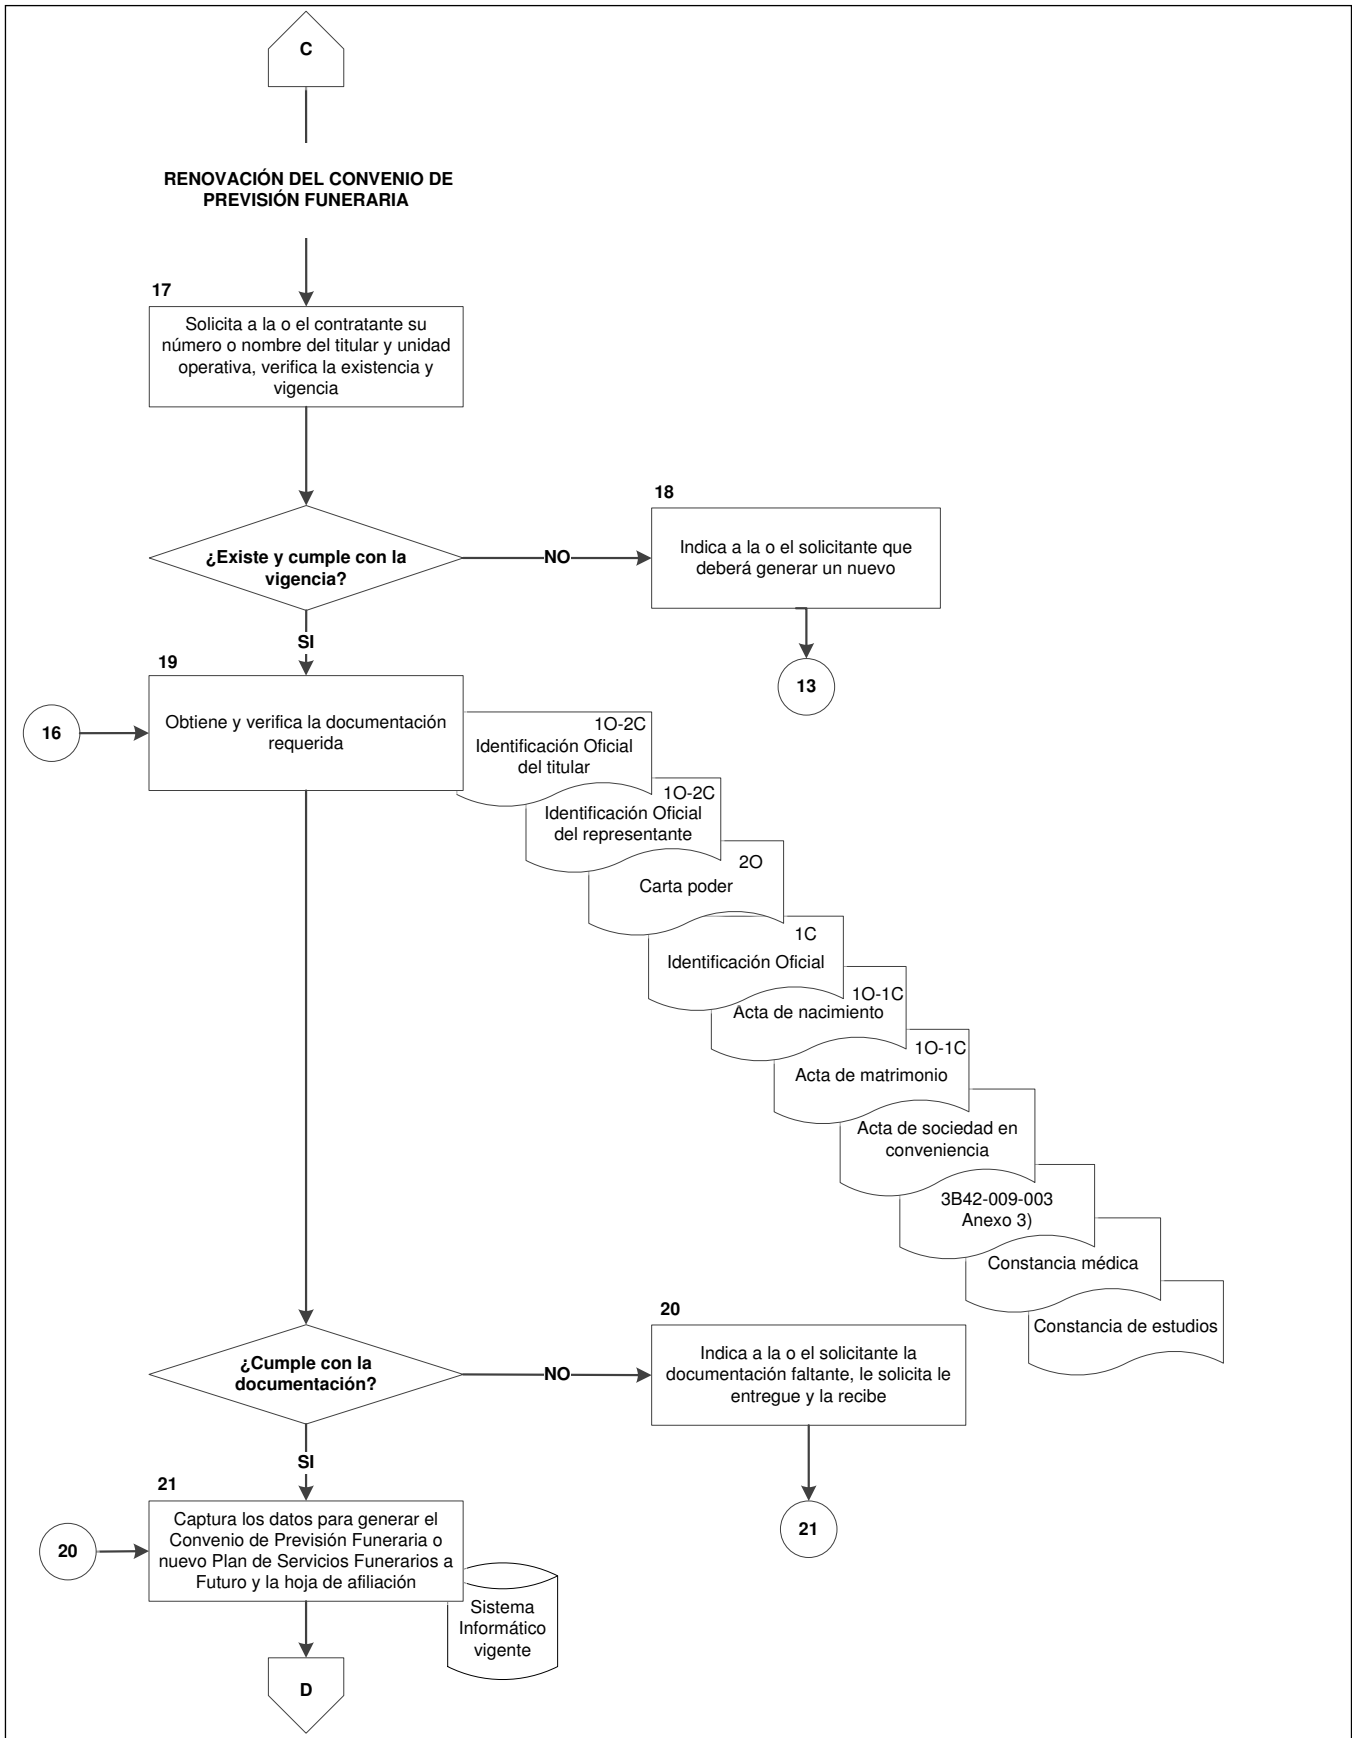 C
RENOVACIÓN DEL CONVENIO DE
PREVISIÓN FUNERARIA
17
Solicita a la o el contratante su
número o nombre del titular y unidad
operativa, verifica la existencia y
vigencia
¿Existe y cumple con la
vigencia?
NO
18
Indica a la o el solicitante que
deberá generar un nuevo
13
SI
19
16
Obtiene y verifica la documentación
requerida
1O-2C
Identificación Oficial
del titular
1O-2C
Identificación Oficial
del representante
2O
Carta poder
1C
Identificación Oficial
1O-1C
Acta de nacimiento
1O-1C
Acta de matrimonio
Acta de sociedad en
conveniencia
3B42-009-003
Anexo 3)
Constancia médica
Constancia de estudios
¿Cumple con la
documentación?
NO
20
Indica a la o el solicitante la
documentación faltante, le solicita le
entregue y la recibe
21
SI
21
20
Captura los datos para generar el
Convenio de Previsión Funeraria o
nuevo Plan de Servicios Funerarios a
Futuro y la hoja de afiliación
Sistema
Informático
vigente
D